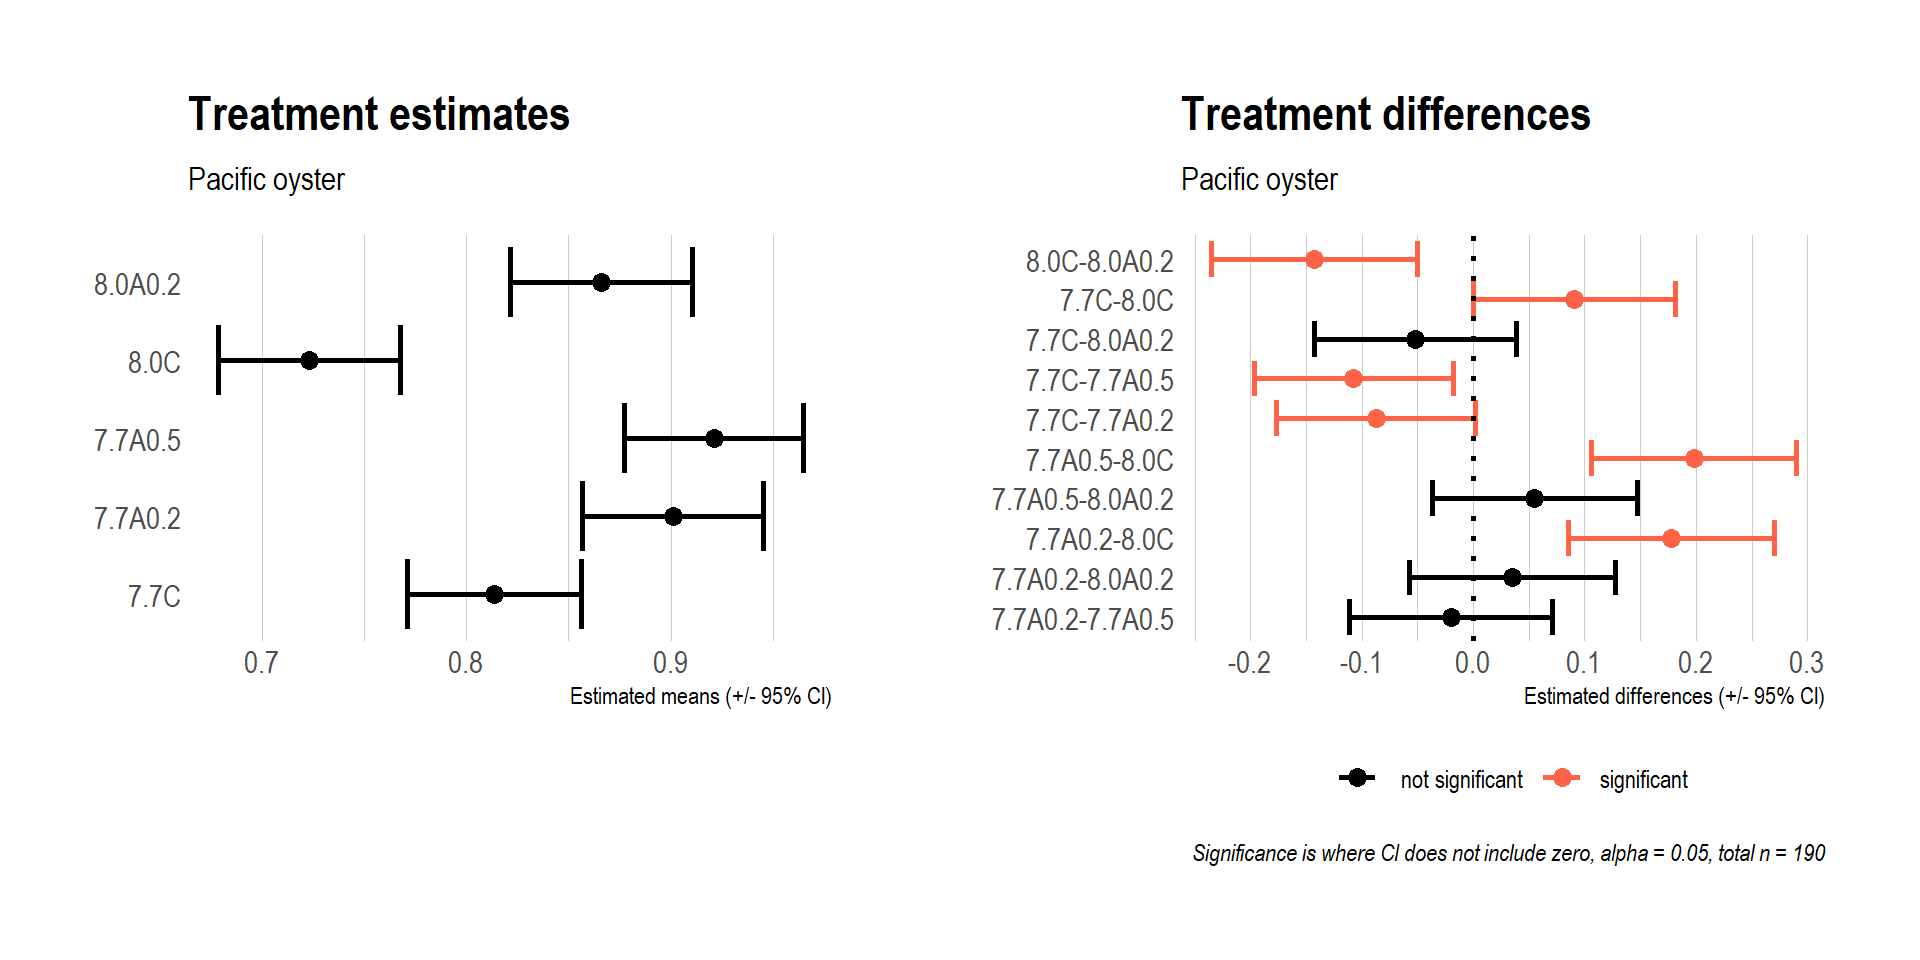 Treatment estimates
Pacific oyster
8.0A0.2
8.0C
7.7A0.5
7.7A0.2
7.7C
0.7 0.8 0.9
Estimated means (+/- 95% CI)
Treatment differences
Pacific oyster
8.0C-8.0A0.2
7.7C-8.0C
7.7C-8.0A0.2
7.7C-7.7A0.5
7.7C-7.7A0.2
7.7A0.5-8.0C
7.7A0.5-8.0A0.2
7.7A0.2-8.0C
7.7A0.2-8.0A0.2
7.7A0.2-7.7A0.5
-0.2 -0.1 0.0 0.1 0.2 0.3
Estimated differences (+/- 95% CI)
not significant significant
Significance is where CI does not include zero, alpha = 0.05, total n = 190